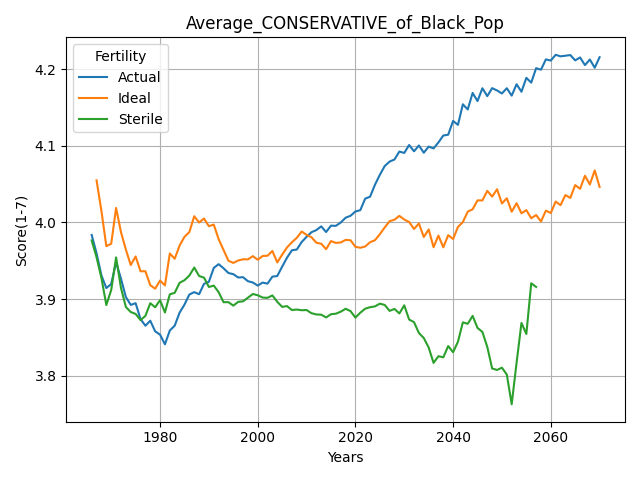 Average_CONSERVATIVE_of_Black_Pop
Fertility
Actual
Ideal
Sterile
Score(1-7)
4.2
4.1
4.0
3.9
3.8
1980
2000
2020
2040
2060
Years